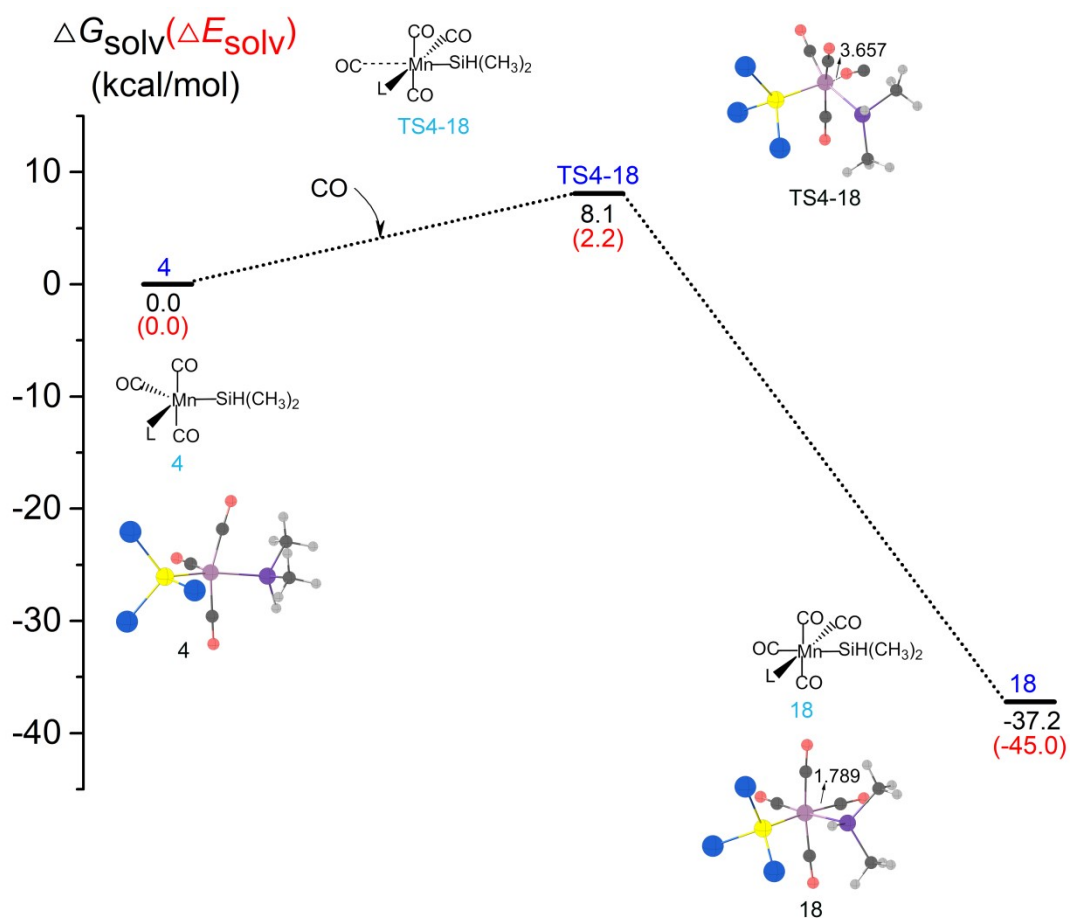 △Gsolv(△Esolv)
(kcal/mol)
CO
CO
OC Mn SiH(CH3)2
L
CO
TS4-18
3.657
TS4-18
10
0
-10
-20
-30
-40
CO
TS4-18
8.1
(2.2)
4
0.0
(0.0)
CO
OC Mn SiH(CH3)2
L
CO
4
4
CO
CO
OC Mn SiH(CH3)2
L
CO
18
18
-37.2
(-45.0)
1.789
18